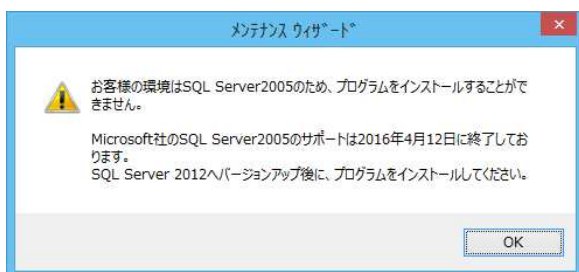 ﾒﾝﾃﾅﾝｽ ｳｨｻﾞｰﾄﾞ
お客様の環境はSQL Server2005のため、プログラムをインストールすることがで
きません。
Microsoft社のSQL Server2005のサポートは2016年4月12日に終了してお
ります。
SQL Server 2012へバージョンアップ後に、プログラムをインストールしてください。
OK